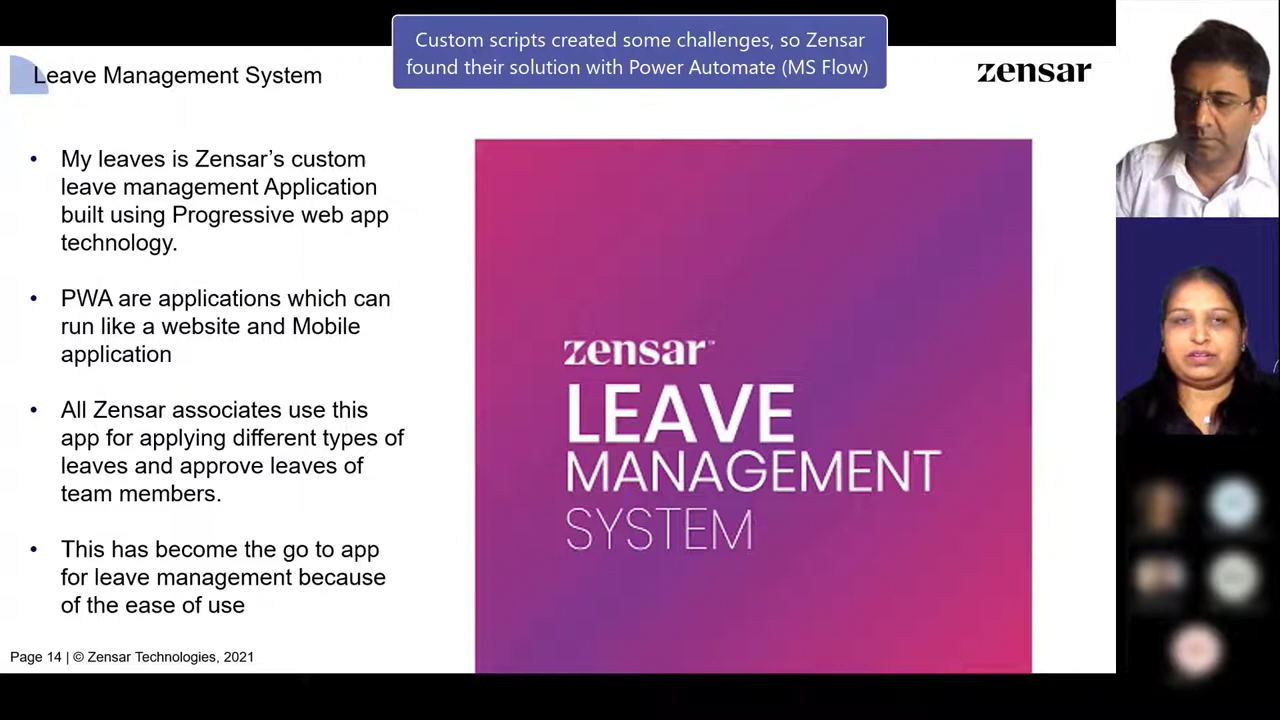 Custom scripts created some challenges, so Zensar
found their solution with Power Automate (MS Flow)
Leave Management System
zensar
• My leaves is Zensar’s custom
leave management Application
built using Progressive web app
technology.
• PWA are applications which can
run like a website and Mobile
application
• All Zensar associates use this
app for applying different types of
leaves and approve leaves of
team members.
• This has become the go to app
for leave management because
of the ease of use
zensar™
LEAVE
MANAGEMENT
SYSTEM
Page 14 | © Zensar Technologies, 2021